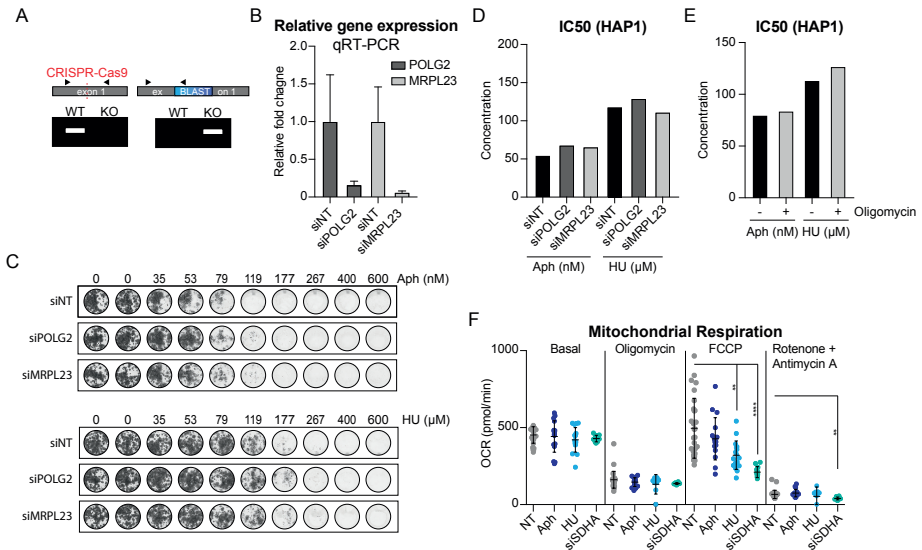 A
CRISPR-Cas9
exon 1
ex BLAST on 1
WT KO
WT KO
B
Relative gene expression
qRT-PCR
POLG2
MRPL23
Relative fold chagne
2.0
1.5
1.0
0.5
0.0
siNT
siPOLG2
siNT
siMRPL23
C
0 0 35 53 79 119 177 267 400 600 Aph (nM)
siNT
siPOLG2
siMRPL23
0 0 35 53 79 119 177 267 400 600 HU (µM)
siNT
siPOLG2
siMRPL23
D
IC50 (HAP1)
Concentration
200
150
100
50
0
siNT
siPOLG2
siMRPL23
siNT
siPOLG2
siMRPL23
Aph (nM) HU (µM)
E
IC50 (HAP1)
Concentration
150
100
50
0
- + - + Oligomycin
Aph (nM) HU (µM)
F
Mitochondrial Respiration
Basal Oligomycin FCCP Rotenone +
Antimycin A
OCR (pmol/min)
1000
500
0
** **** **
NT Aph HU siSDHA NT Aph HU siSDHA NT Aph HU siSDHA NT Aph HU siSDHA